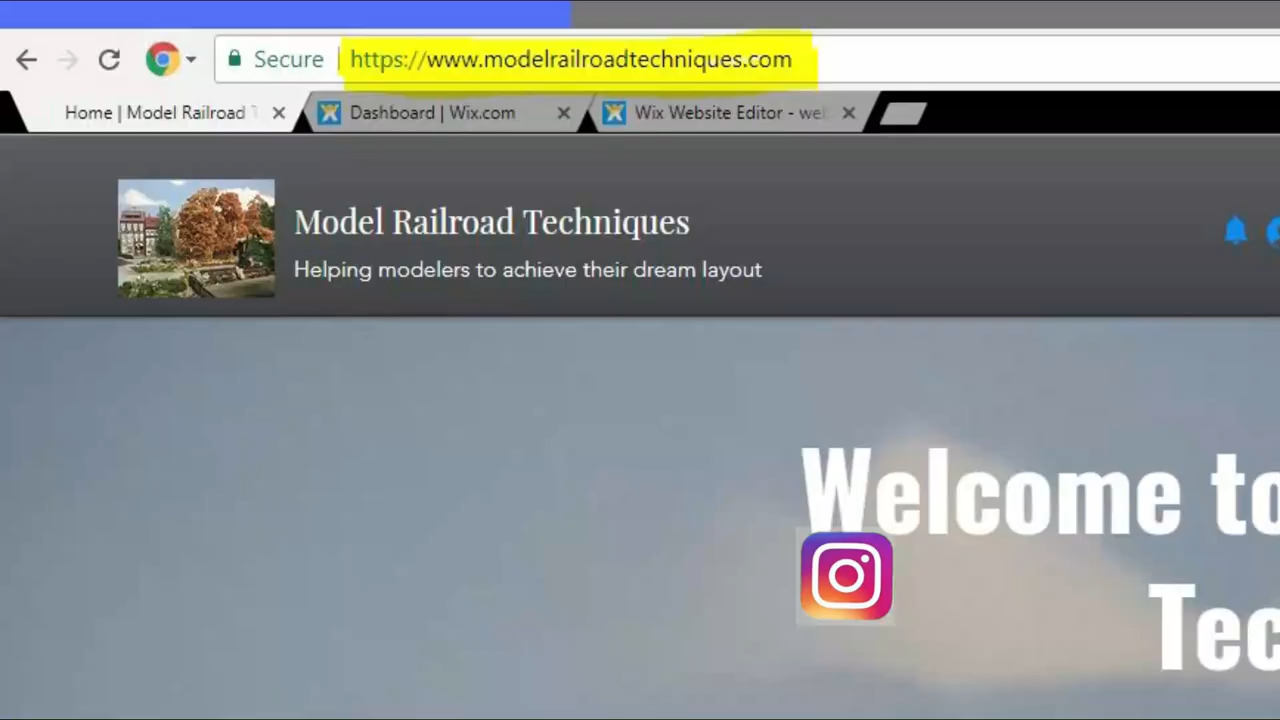 Secure | https://www.modelrailroadtechniques.com
Home | Model Railroad
Dashboard | Wix.com
Wix Website Editor - wel
Model Railroad Techniques
Helping modelers to achieve their dream layout
Welcome to
Tec